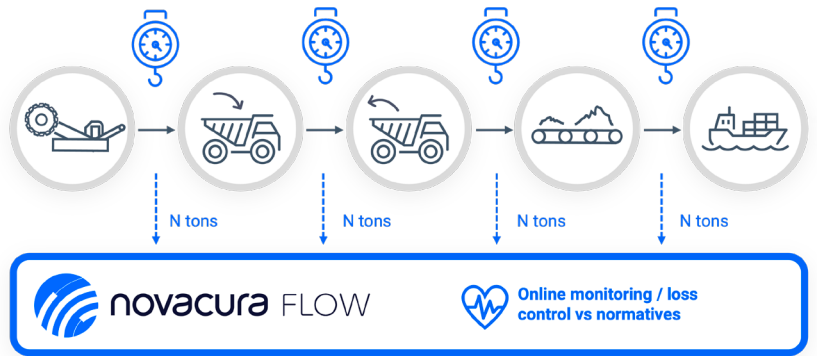 N tons
N tons
N tons
N tons
novacura FLOW
Online monitoring / loss
control vs normatives